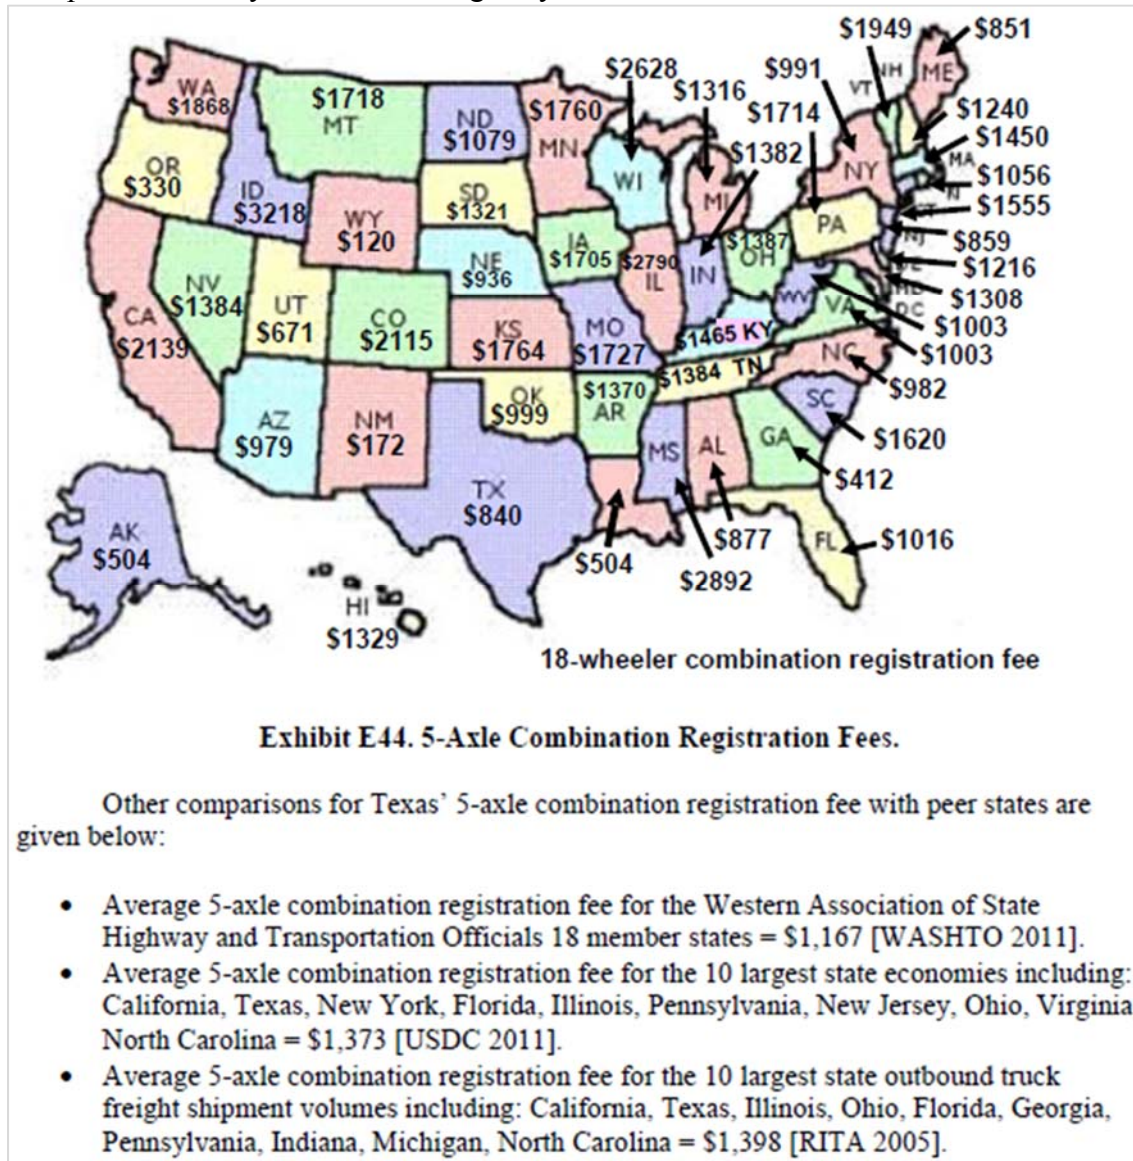 $1949
$851
$2628
$991
VT
NH
ME
$1316
WA
$1868
$1718
MT
ND
$1079
$1760
MN
$1714
$1240
$1450
$1382
MA
OR
$330
ID
$3218
SD
$1321
WI
MI
NY
$1056
$1555
WY
$120
PA
NJ
$859
IA
$1705
$2790
IL
IN
$1387
OH
$1216
NE
$936
NV
$1384
UT
$671
CO
$2115
KS
$1764
MO
$1727
WV
VA
DC
$1308
$1003
$1003
CA
$2139
$1465 KY
NC
$1384 TN
$982
AZ
$979
NM
$172
OK
$999
$1370
AR
SC
$1620
MS
AL
GA
$412
TX
$840
AK
$504
$504
$877
$2892
FL
$1016
HI
$1329
18-wheeler combination registration fee
Exhibit E44. 5-Axle Combination Registration Fees.
Other comparisons for Texas’ 5-axle combination registration fee with peer states are
given below:
• Average 5-axle combination registration fee for the Western Association of State
Highway and Transportation Officials 18 member states = $1,167 [WASHTO 2011].
• Average 5-axle combination registration fee for the 10 largest state economies including:
California, Texas, New York, Florida, Illinois, Pennsylvania, New Jersey, Ohio, Virginia
North Carolina = $1,373 [USDC 2011].
• Average 5-axle combination registration fee for the 10 largest state outbound truck
freight shipment volumes including: California, Texas, Illinois, Ohio, Florida, Georgia,
Pennsylvania, Indiana, Michigan, North Carolina = $1,398 [RITA 2005].